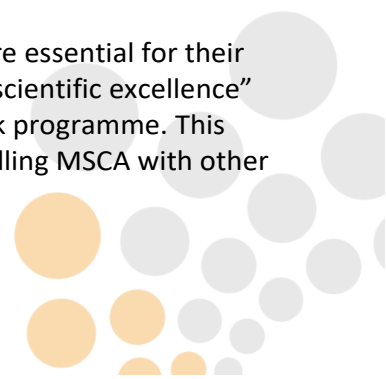 re essential for their
scientific excellence”
k programme. This
lling MSCA with other